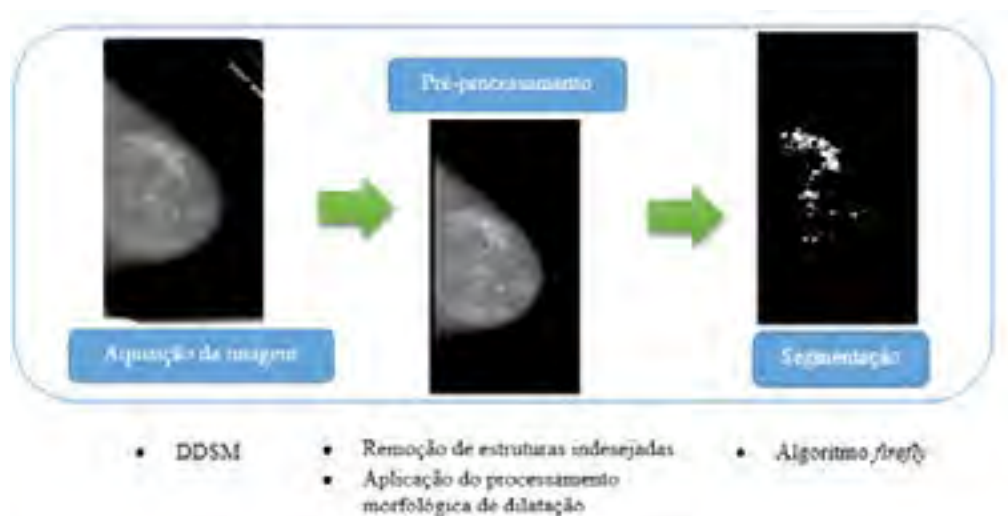 Pré-processamento
Aquisição da imagem
Segmentação
• DDSM
• Remoção de estruturas indesejadas
• Aplicação do processamento
morfológica de dilatação
• Algoritmo firefly